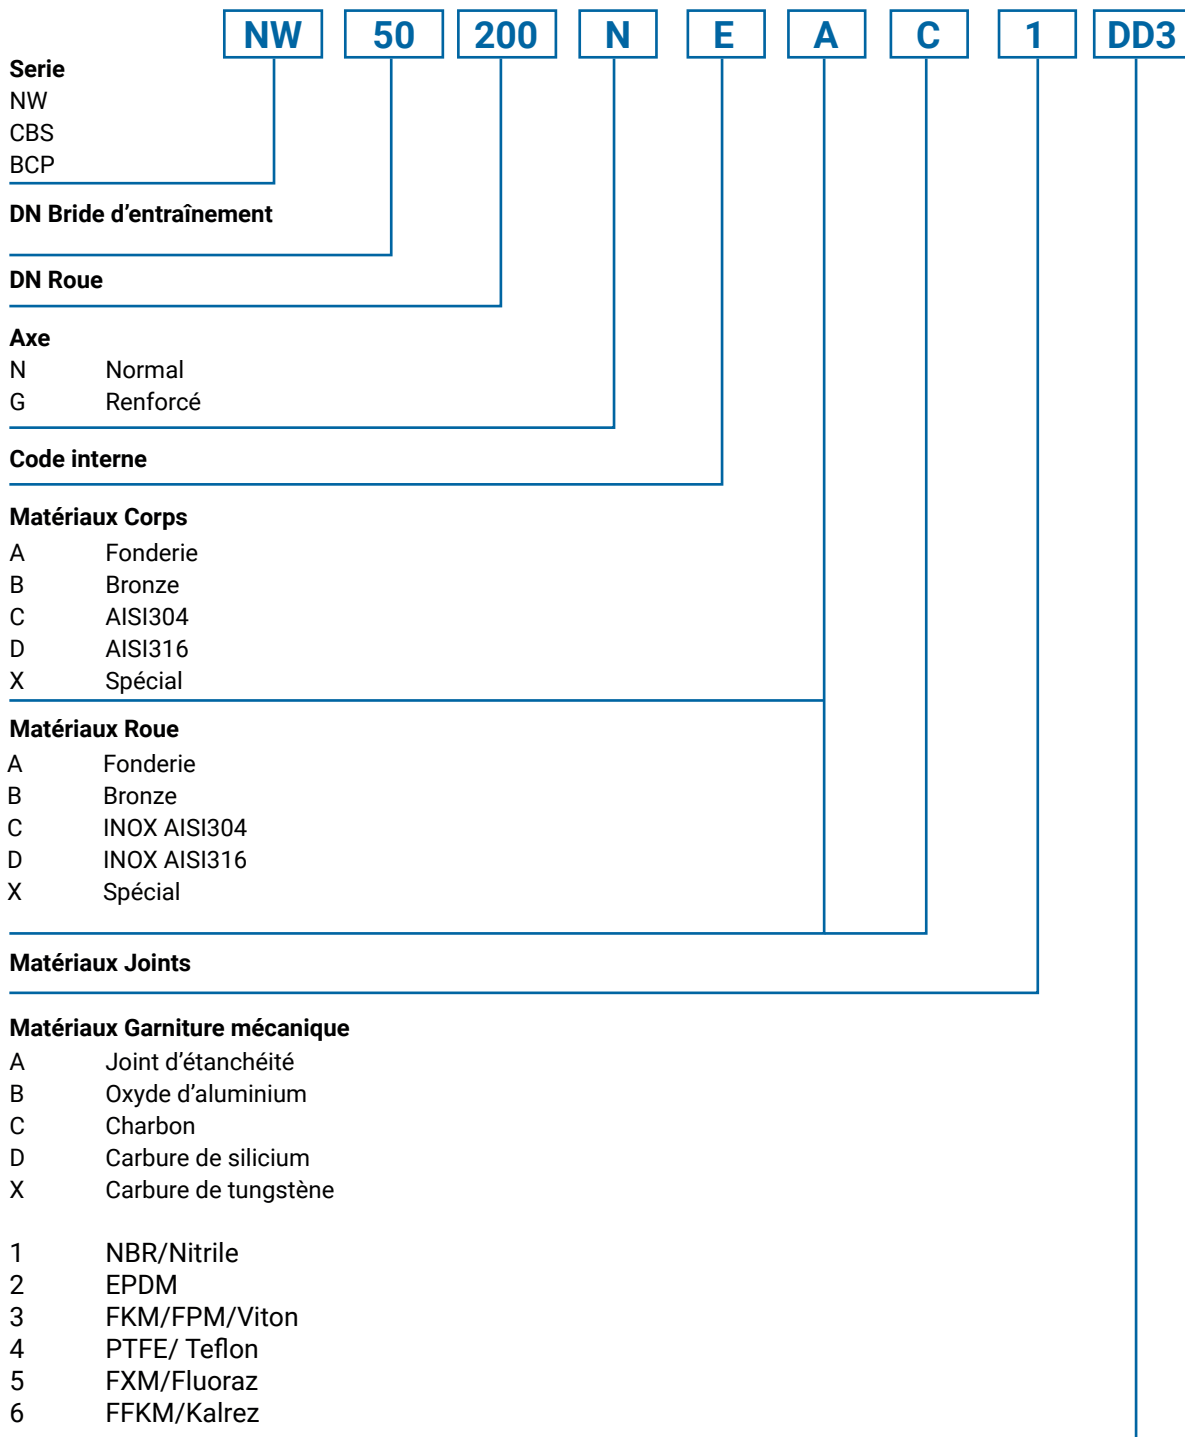 NW 50 200 N E A C 1 DD3
Serie
NW
CBS
BCP
DN Bride d’entraînement
DN Roue
Axe
N Normal
G Renforcé
Code interne
Matériaux Corps
A Fonderie
B Bronze
C AISI304
D AISI316
X Spécial
Matériaux Roue
A Fonderie
B Bronze
C INOX AISI304
D INOX AISI316
X Spécial
Matériaux Joints
Matériaux Garniture mécanique
A Joint d’étanchéité
B Oxyde d’aluminium
C Charbon
D Carbure de silicium
X Carbure de tungstène
1 NBR/Nitrile
2 EPDM
3 FKM/FPM/Viton
4 PTFE/ Teflon
5 FXM/Fluoraz
6 FFKM/Kalrez